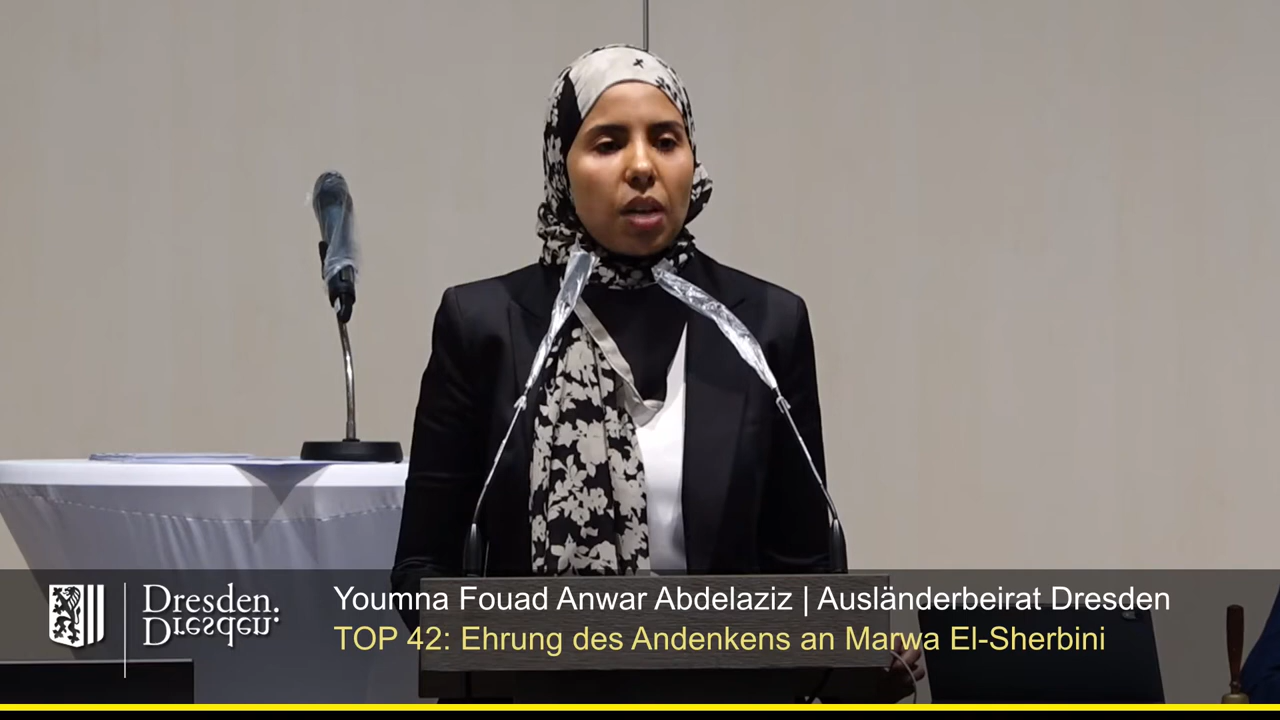 Dresden.
Dresden.
Youmna Fouad Anwar Abdelaziz | Ausländerbeirat Dresden
TOP 42: Ehrung des Andenkens an Marwa El-Sherbini